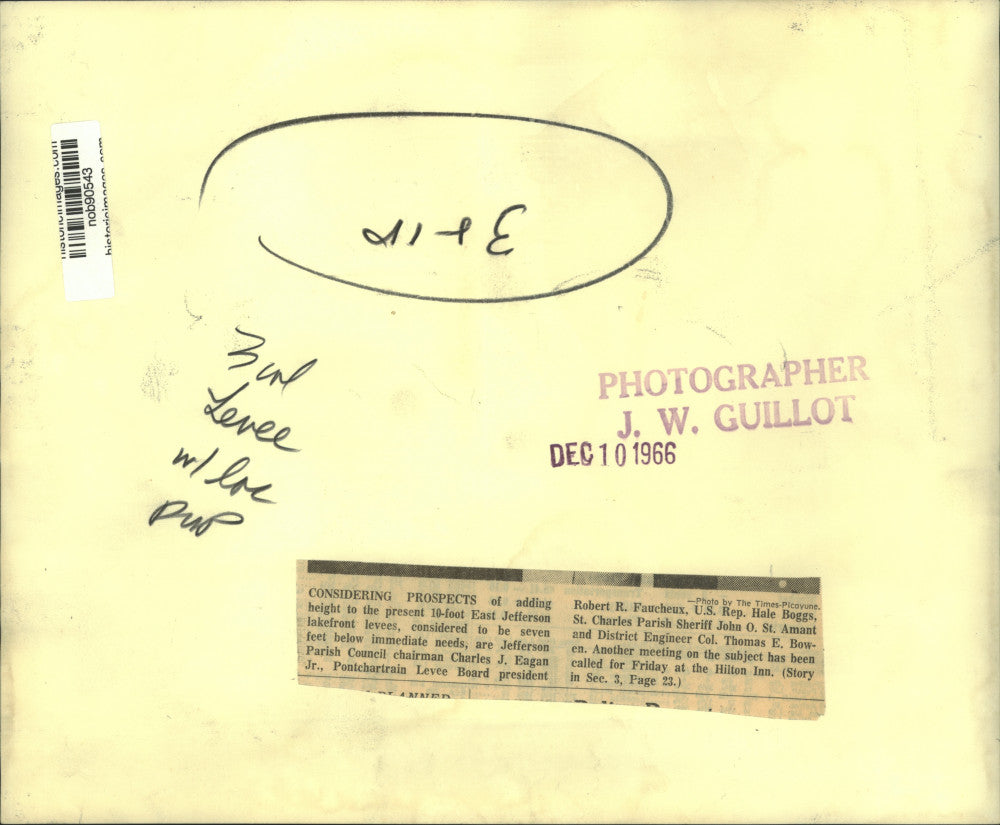 historicimages.com
nob90543
historicimages.com
3 col
Levee
w/ loc
PHOTOGRAPHER
J. W. GUILLOT
DEC 10 1966
CONSIDERING PROSPECTS of adding
height to the present 10-foot East Jefferson
lakefront levees, considered to be seven
feet below immediate needs, are Jefferson
Parish Council chairman Charles J. Eagan
Jr., Pontchartrain Levee Board president
—Photo by The Times-Picayune.
Robert R. Faucheux, U.S. Rep. Hale Boggs,
St. Charles Parish Sheriff John O. St. Amant
and District Engineer Col. Thomas E. Bow-
en. Another meeting on the subject has been
called for Friday at the Hilton Inn. (Story
in Sec. 3, Page 23.)